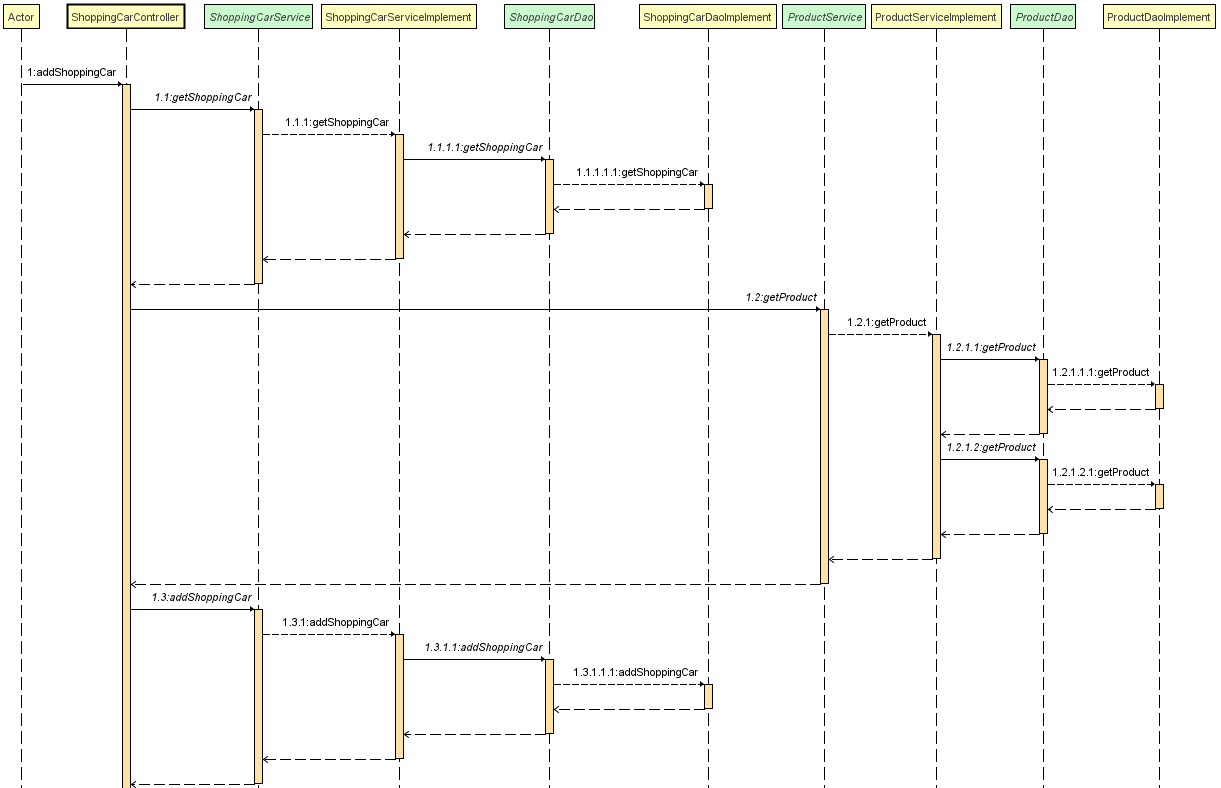 Actor ShoppingCarController ShoppingCarService ShoppingCarServiceImplement ShoppingCarDao ShoppingCarDaoImplement ProductService ProductServiceImplement ProductDao ProductDaoImplement
1:addShoppingCar
1.1:getShoppingCar
1.1.1:getShoppingCar
1.1.1.1:getShoppingCar
1.1.1.1.1:getShoppingCar
1.2:getProduct
1.2.1:getProduct
1.2.1.1:getProduct
1.2.1.1.1:getProduct
1.2.1.2:getProduct
1.2.1.2.1:getProduct
1.3:addShoppingCar
1.3.1:addShoppingCar
1.3.1.1:addShoppingCar
1.3.1.1.1:addShoppingCar